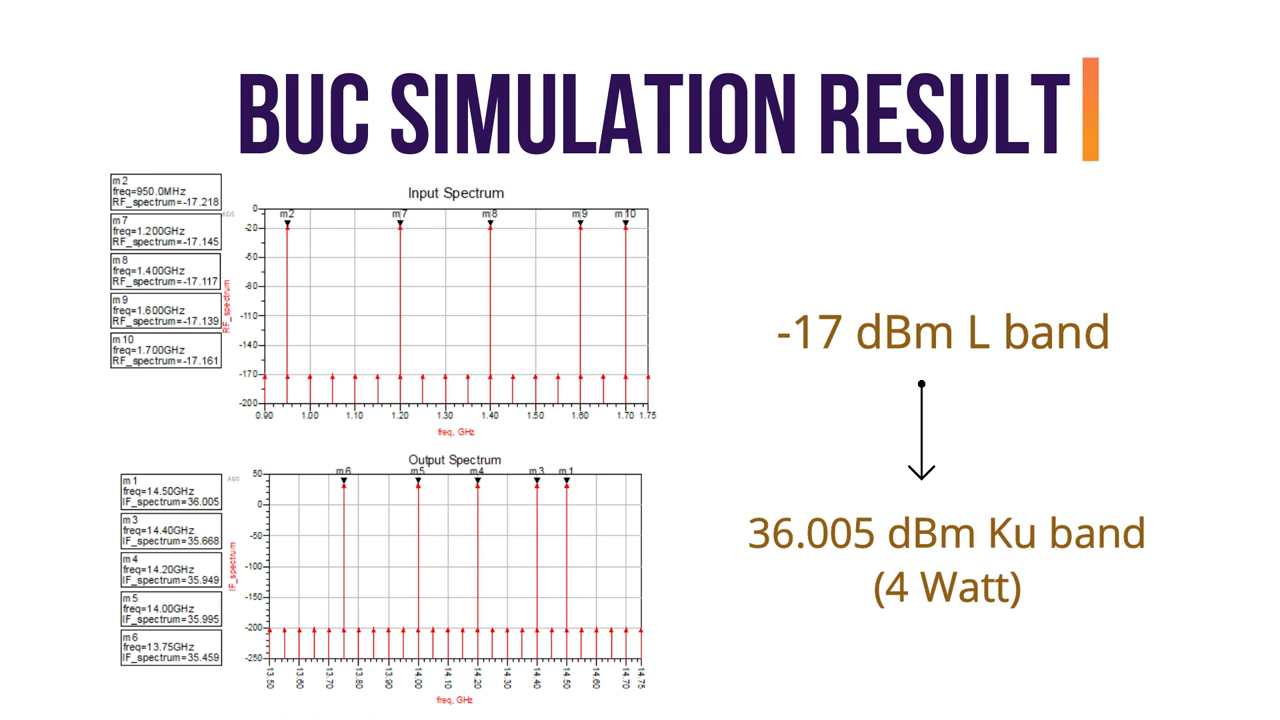 BUC SIMULATION RESULT
m2
freq=950.0MHz
RF_spectrum=-17.218
m7
freq=1.200GHz
RF_spectrum=-17.145
m8
freq=1.400GHz
RF_spectrum=-17.117
m9
freq=1.600GHz
RF_spectrum=-17.139
m10
freq=1.700GHz
RF_spectrum=-17.161
Input Spectrum
ADS
m2 m7 m8 m9 m10
0
-20
-50
-80
-110
-140
-170
-200
RF_spectrum
0.90 1.00 1.10 1.20 1.30 1.40 1.50 1.60 1.70 1.75
freq, GHz
-17 dBm L band
36.005 dBm Ku band
(4 Watt)
m1
freq=14.50GHz
IF_spectrum=36.005
m3
freq=14.40GHz
IF_spectrum=35.668
m4
freq=14.20GHz
IF_spectrum=35.949
m5
freq=14.00GHz
IF_spectrum=35.995
m6
freq=13.75GHz
IF_spectrum=35.459
Output Spectrum
ADS
m6 m5 m4 m3 m1
50
0
-50
-100
-150
-200
-250
IF_spectrum
13.50 13.60 13.70 13.80 13.90 14.00 14.10 14.20 14.30 14.40 14.50 14.60 14.70 14.75
freq, GHz